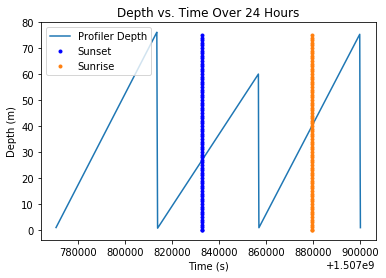 Depth vs. Time Over 24 Hours
Profiler Depth
Sunset
Sunrise
80
70
60
50
40
30
20
10
0
Depth (m)
780000 800000 820000 840000 860000 880000 900000
Time (s)
+1.507e9